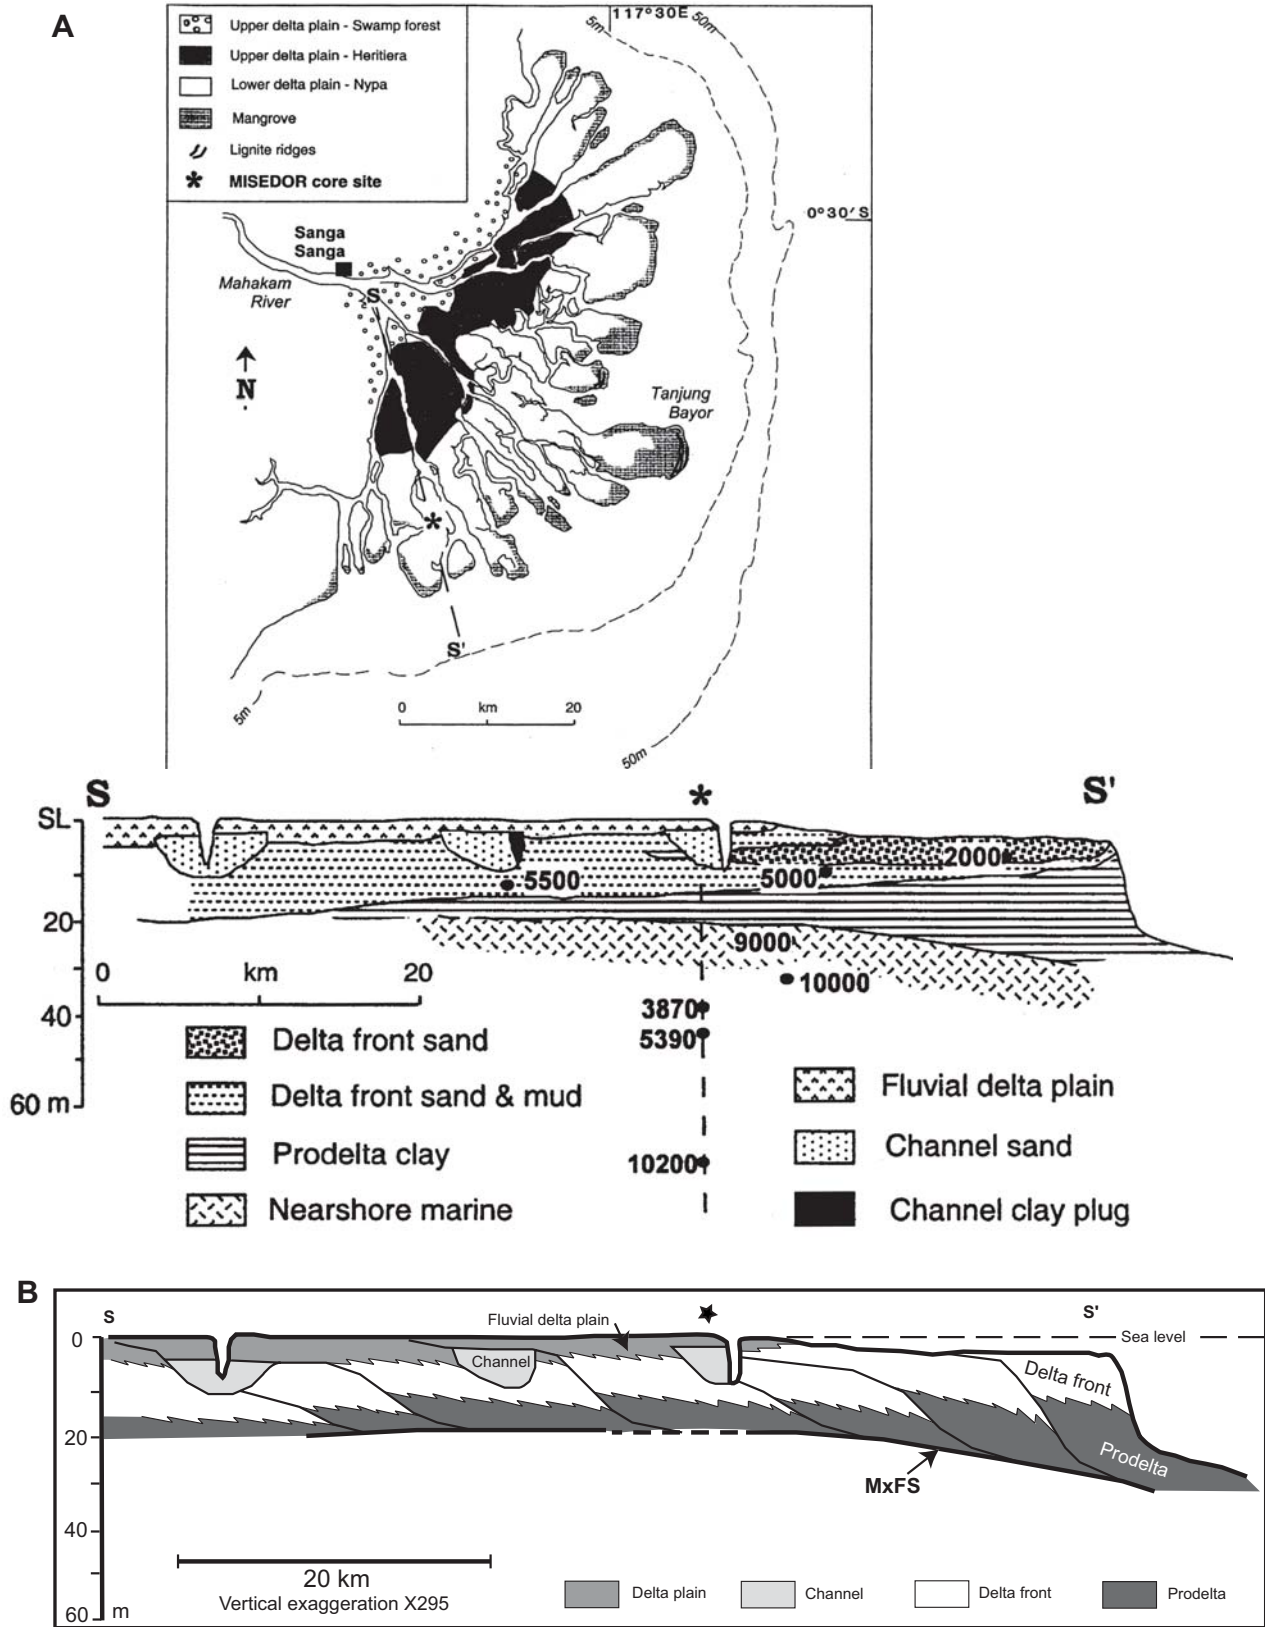 A
Upper delta plain - Swamp forest
Upper delta plain - Heritiera
Lower delta plain - Nypa
Mangrove
Lignite ridges
MISEDOR core site
5m
117°30E
50m
0°30'S
Sanga
Sanga
Mahakam
River
S
N
Tanjung
Bayor
S'
5m
0 km 20
50m
S * S'
SL
20
40
60 m
2000
5500
5000
9000
10000
3870
5390
10200
0 km 20
Delta front sand
Delta front sand & mud
Prodelta clay
Nearshore marine
Fluvial delta plain
Channel sand
Channel clay plug
B
S
S'
0
20
40
60 m
Fluvial delta plain
Sea level
Channel
Delta front
Prodelta
MxFS
20 km
Vertical exaggeration X295
Delta plain
Channel
Delta front
Prodelta